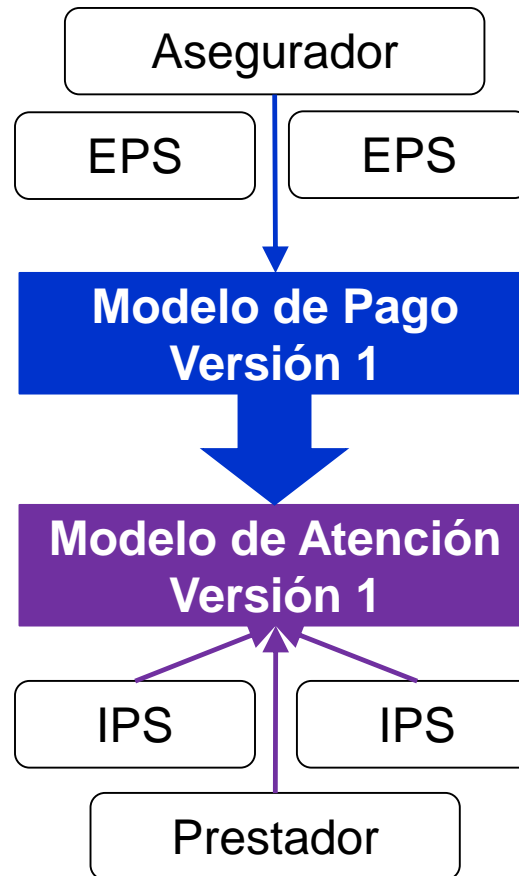 Asegurador
EPS
EPS
Modelo de Pago
Versión 1
Modelo de Atención
Versión 1
IPS
IPS
Prestador